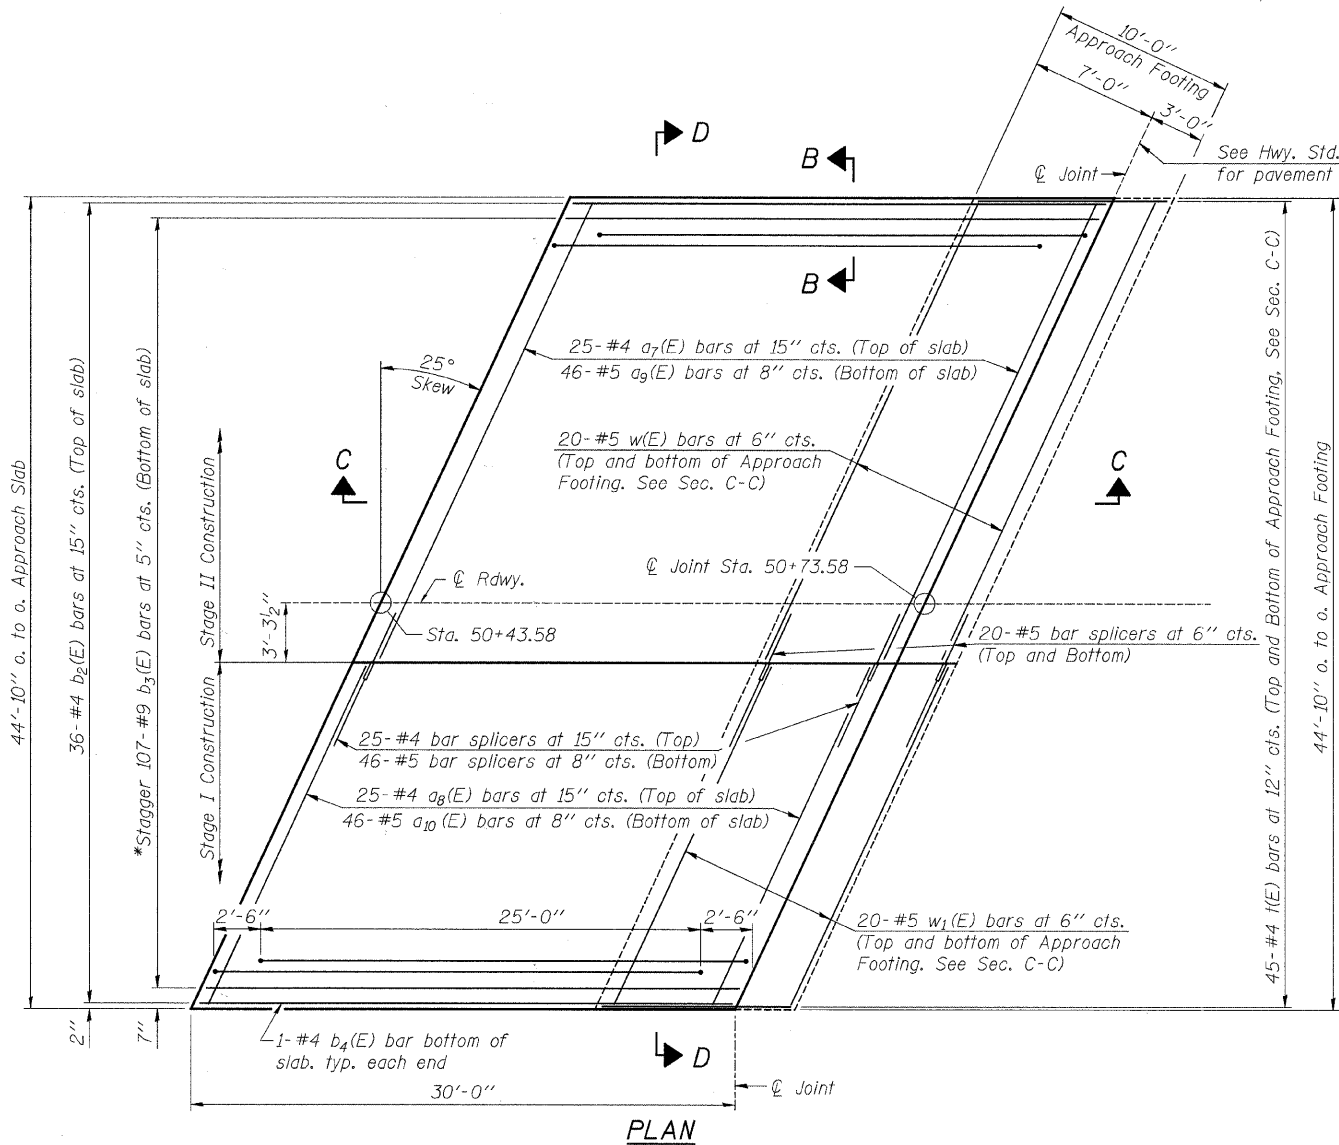 10'-0"
Approach Footing
7'-0"
3'-0"
See Hwy. Std.
for pavement
℄ Joint
D
B
B
25-#4 a7(E) bars at 15" cts. (Top of slab)
46-#5 a9(E) bars at 8" cts. (Bottom of slab)
25°
Skew
20-#5 w(E) bars at 6" cts.
(Top and bottom of Approach
Footing. See Sec. C-C)
C
C
℄ Joint Sta. 50+73.58
℄ Rdwy.
Sta. 50+43.58
3'-3½"
20-#5 bar splicers at 6" cts.
(Top and Bottom)
44'-10" o. to o. Approach Slab
36-#4 b2(E) bars at 15" cts. (Top of slab)
*Stagger 107-#9 b3(E) bars at 5" cts. (Bottom of slab)
Stage II Construction
Stage I Construction
25-#4 bar splicers at 15" cts. (Top)
46-#5 bar splicers at 8" cts. (Bottom)
25-#4 a8(E) bars at 15" cts. (Top of slab)
46-#5 a10(E) bars at 8" cts. (Bottom of slab)
45-#4 t(E) bars at 12" cts. (Top and Bottom of Approach Footing, See Sec. C-C)
44'-10" o. to o. Approach Footing
2'-6"
25'-0"
2'-6"
20-#5 w1(E) bars at 6" cts.
(Top and bottom of Approach
Footing. See Sec. C-C)
2"
7"
1-#4 b4(E) bar bottom of
slab. typ. each end
D
℄ Joint
30'-0"
PLAN